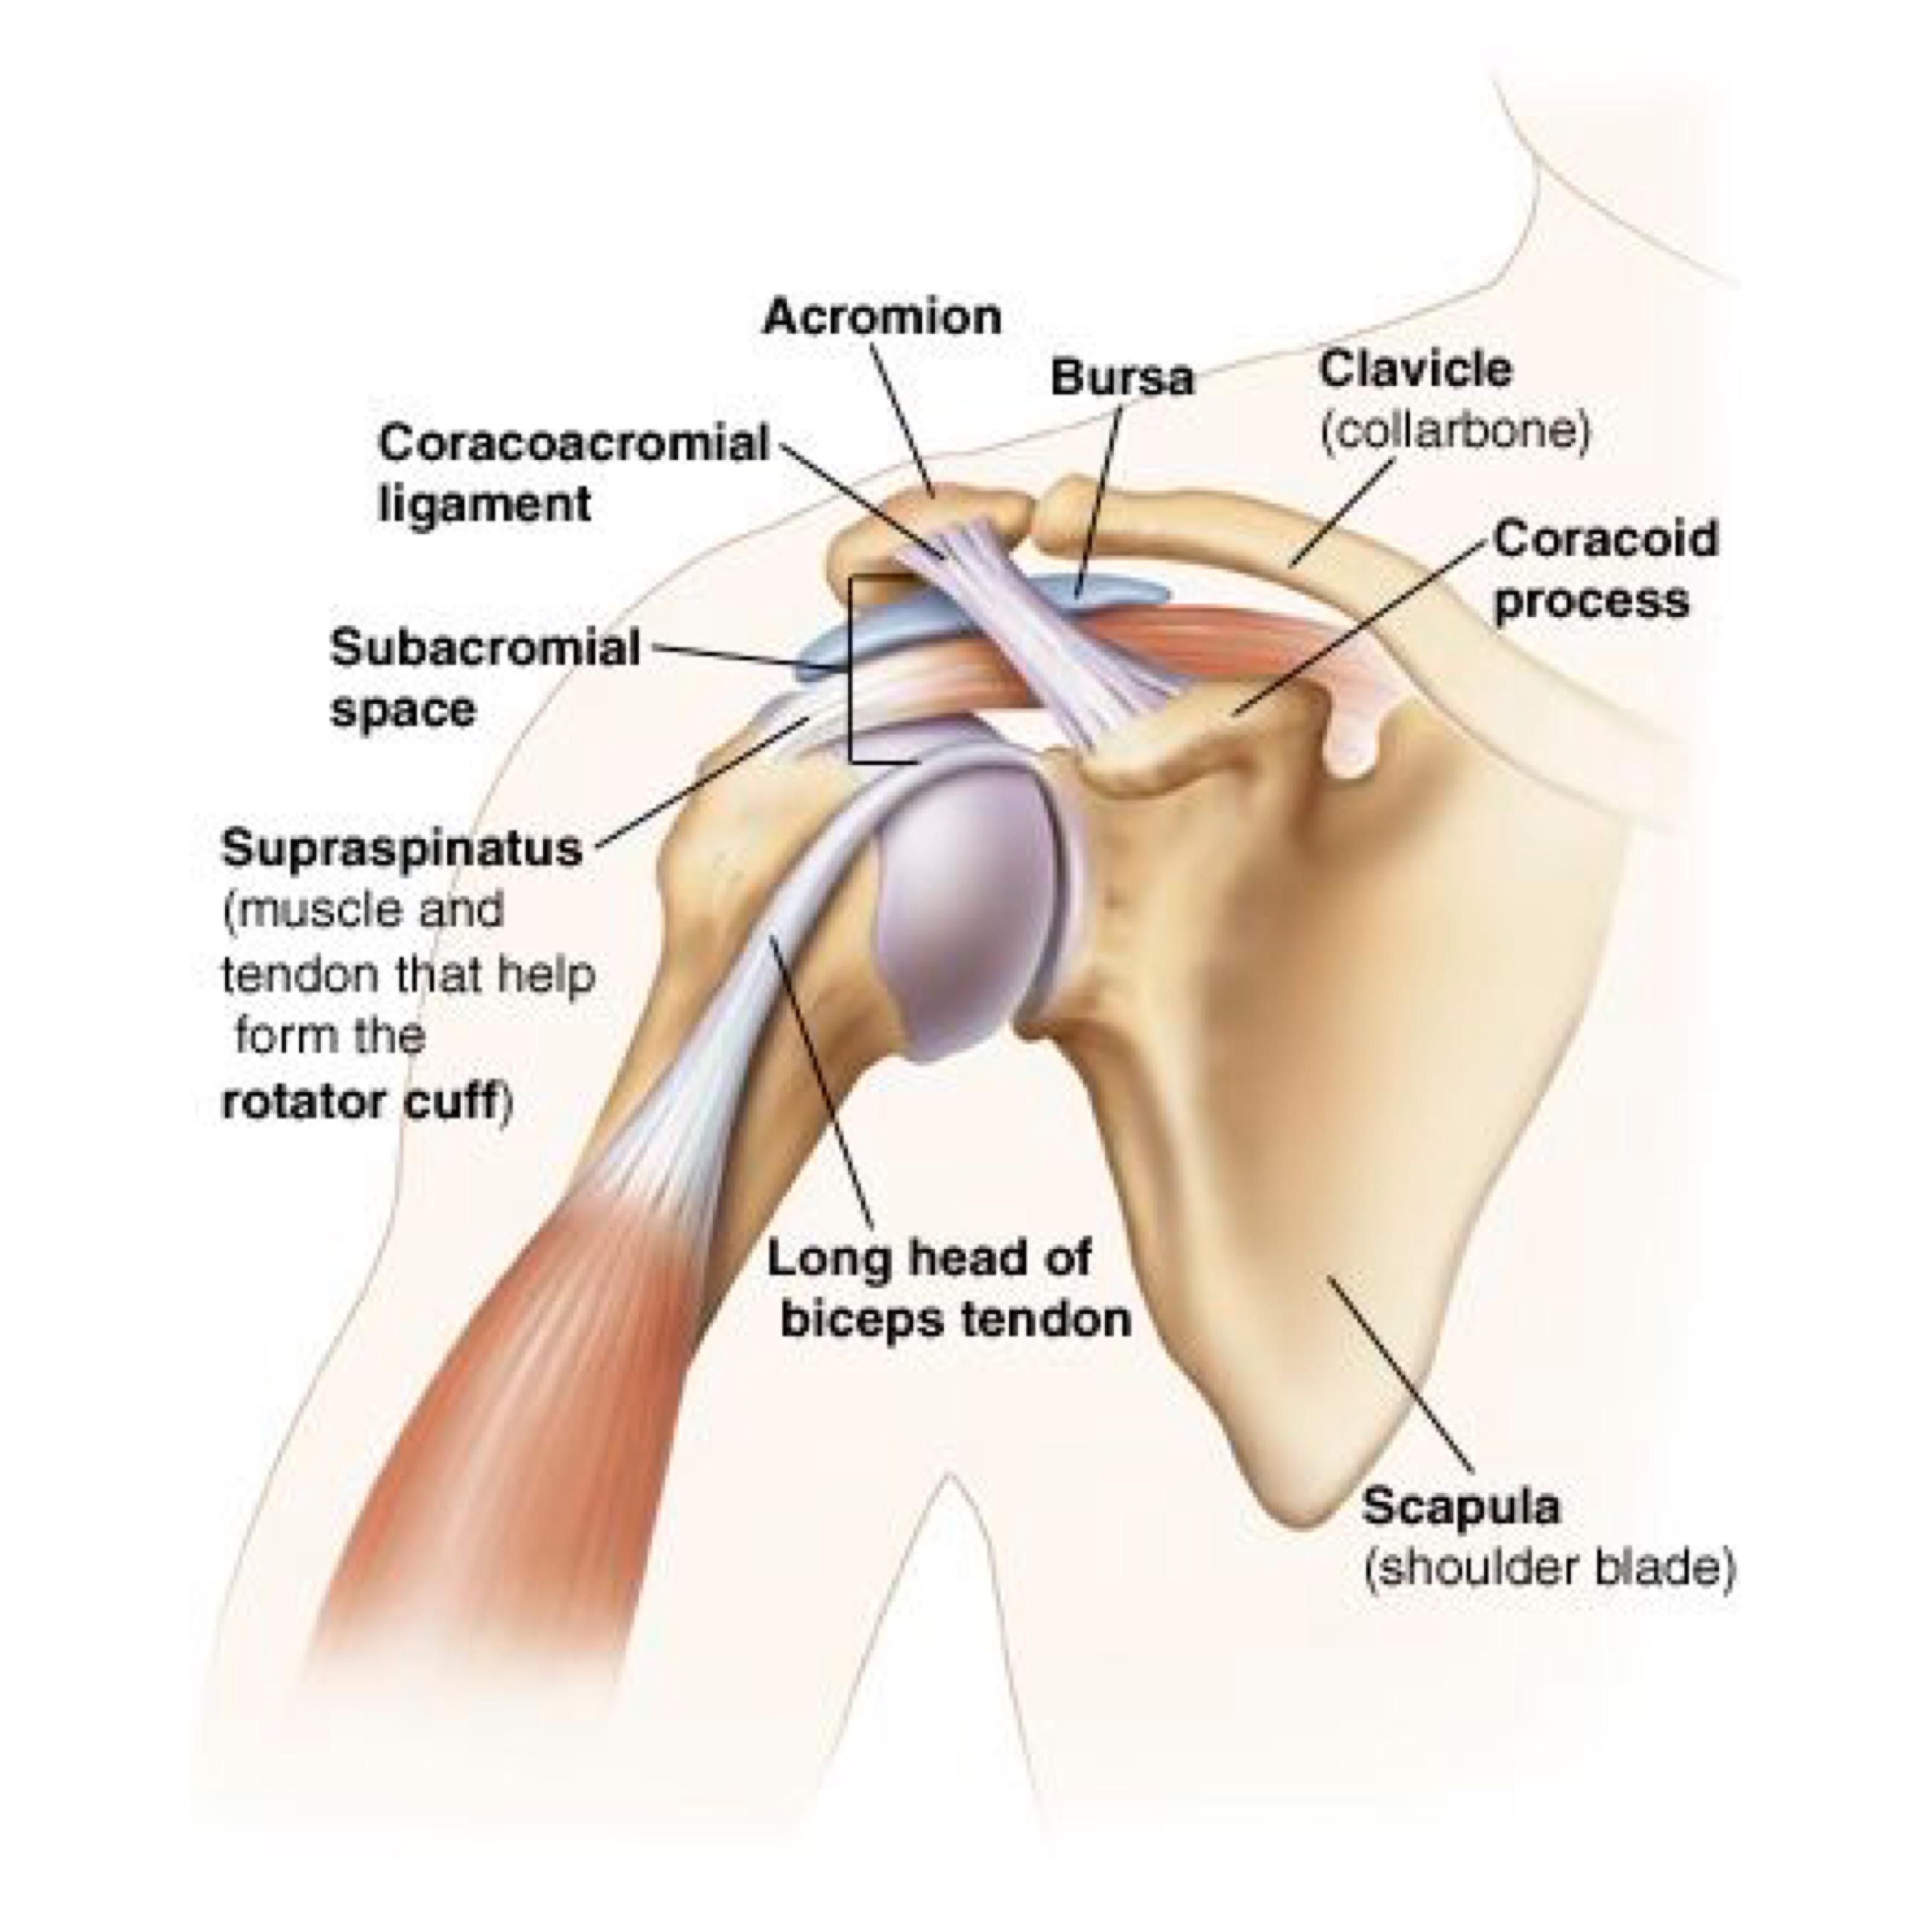 Acromion
Bursa
Clavicle
(collarbone)
Coracoacromial
ligament
Coracoid
process
Subacromial
space
Supraspinatus
(muscle and
tendon that help
form the
rotator cuff)
Long head of
biceps tendon
Scapula
(shoulder blade)